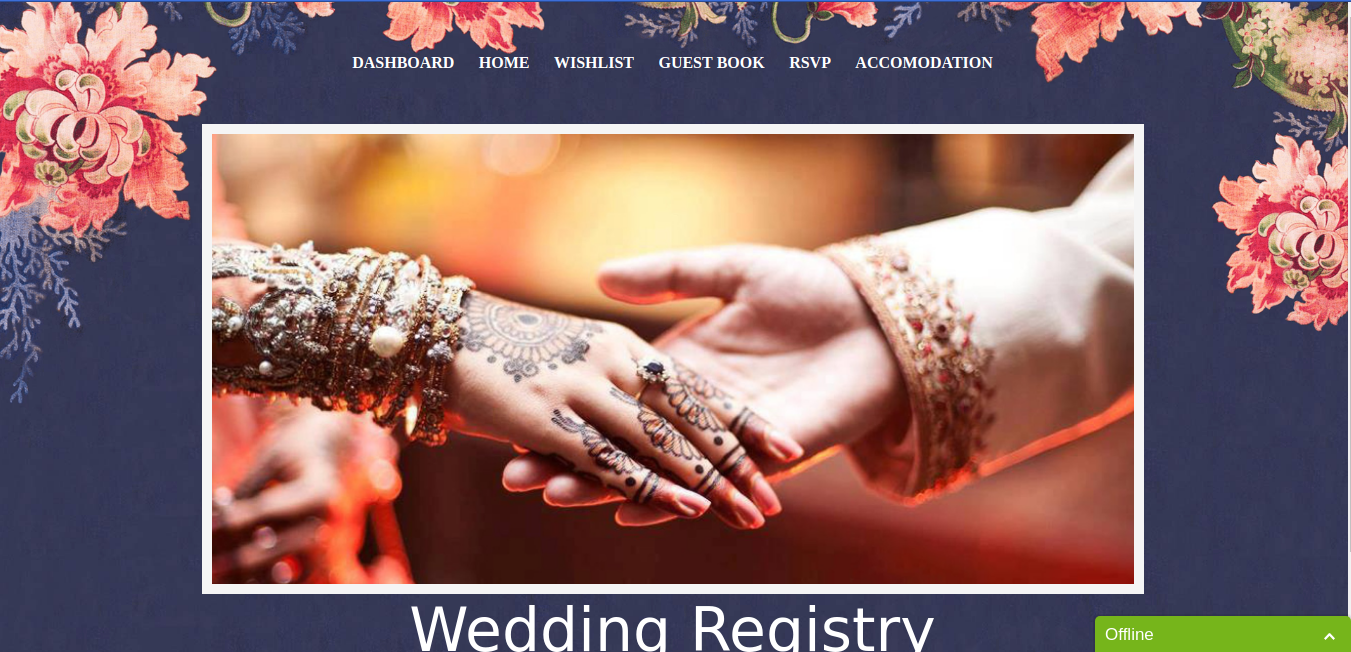 DASHBOARD HOME WISHLIST GUEST BOOK RSVP ACCOMODATION
Wedding Registry
Offline